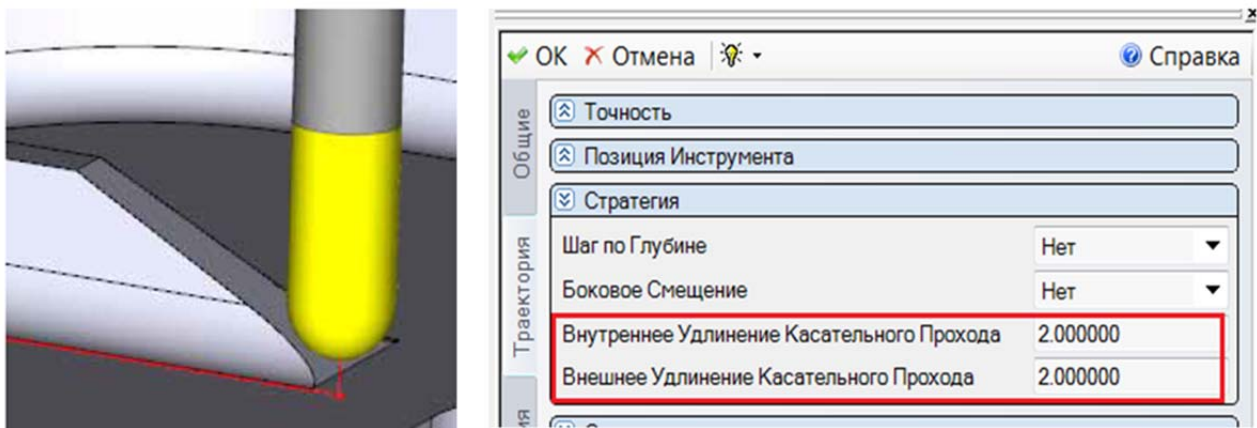 OK Отмена Справка
Общие
Точность
Позиция Инструмента
Стратегия
Траектория
Шаг по Глубине Нет
Боковое Смещение Нет
Внутреннее Удлинение Касательного Прохода 2.000000
Внешнее Удлинение Касательного Прохода 2.000000